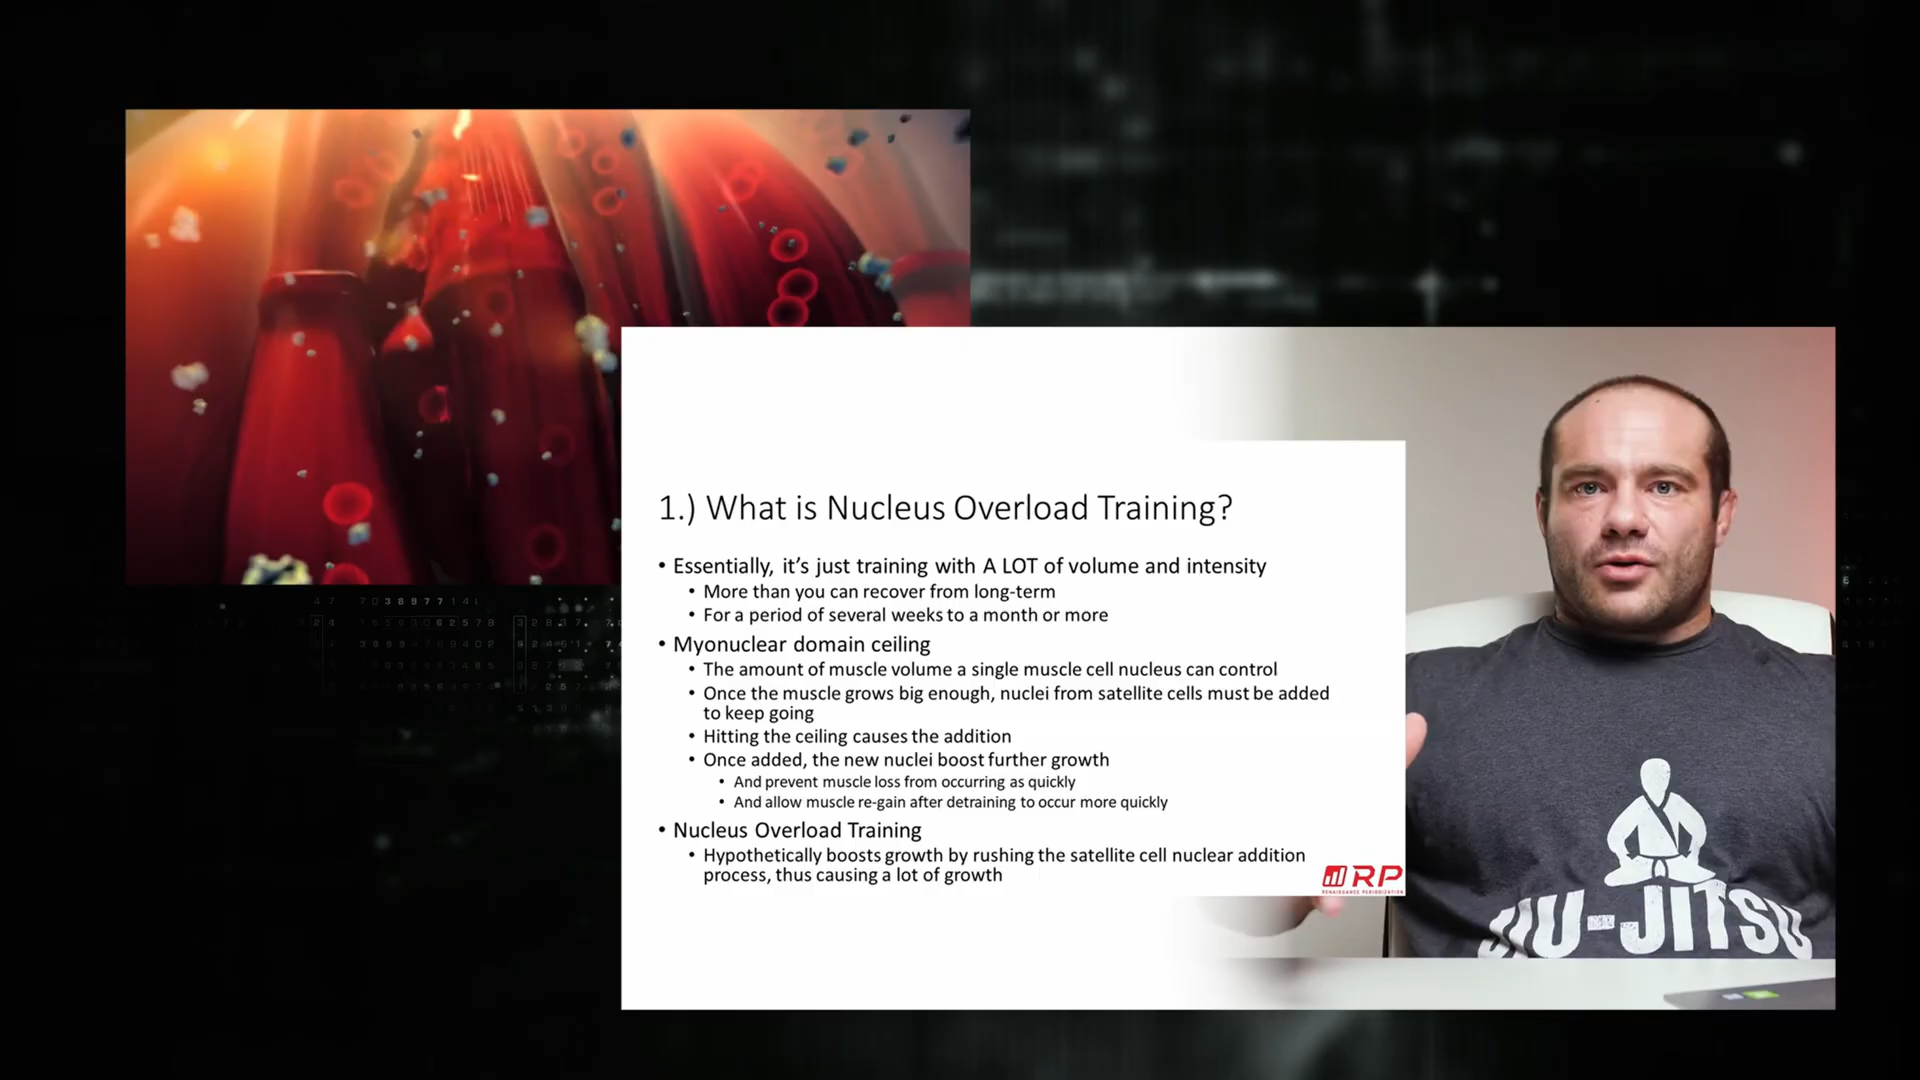 1.) What is Nucleus Overload Training?
• Essentially, it's just training with A LOT of volume and intensity
• More than you can recover from long-term
• For a period of several weeks to a month or more
• Myonuclear domain ceiling
• The amount of muscle volume a single muscle cell nucleus can control
• Once the muscle grows big enough, nuclei from satellite cells must be added
to keep going
• Hitting the ceiling causes the addition
• Once added, the new nuclei boost further growth
• And prevent muscle loss from occurring as quickly
• And allow muscle re-gain after detraining to occur more quickly
• Nucleus Overload Training
• Hypothetically boosts growth by rushing the satellite cell nuclear addition
process, thus causing a lot of growth
RP
RENAISSANCE PERIODIZATION
JIU-JITSU